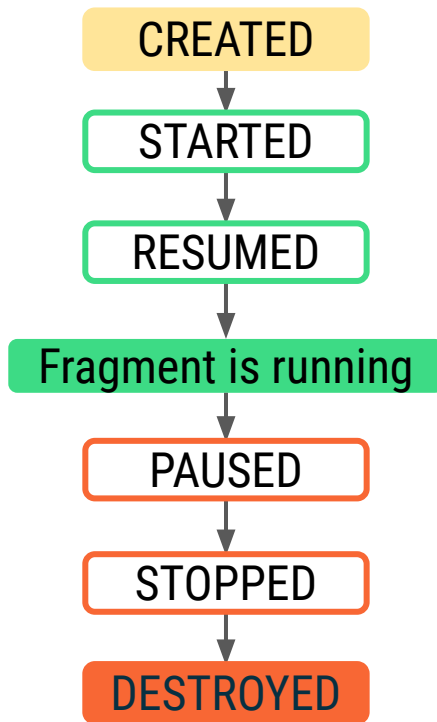 CREATED
STARTED
RESUMED
Fragment is running
PAUSED
STOPPED
DESTROYED